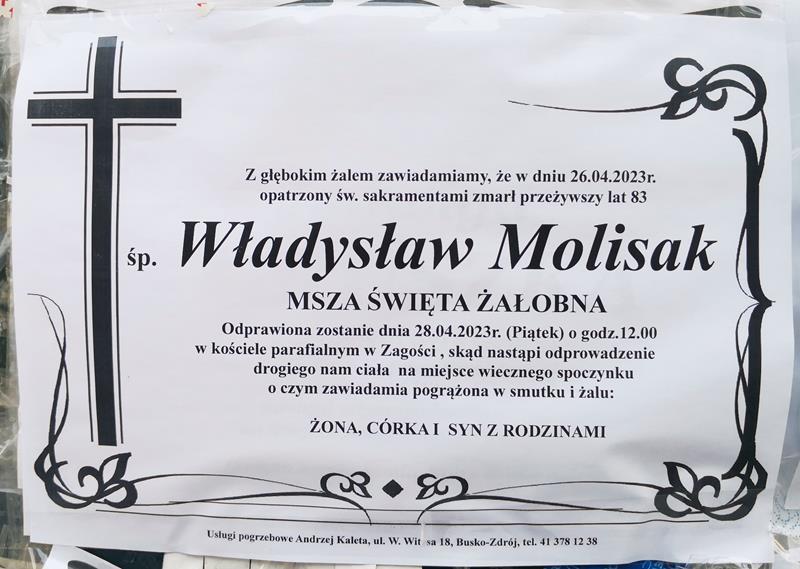 Z głębokim żalem zawiadamiamy, że w dniu 26.04.2023r.
opatrzony św. sakramentami zmarł przeżywszy lat 83
śp. Władysław Molisak
MSZA ŚWIĘTA ŻAŁOBNA
Odprawiona zostanie dnia 28.04.2023r. (Piątek) o godz.12.00
w kościele parafialnym w Zagości , skąd nastąpi odprowadzenie
drogiego nam ciała na miejsce wiecznego spoczynku
o czym zawiadamia pogrążona w smutku i żalu:
ŻONA, CÓRKA I SYN Z RODZINAMI
Usługi pogrzebowe Andrzej Kaleta, ul. W. 18, Busko-Zdrój, tel. 41 378 12 38